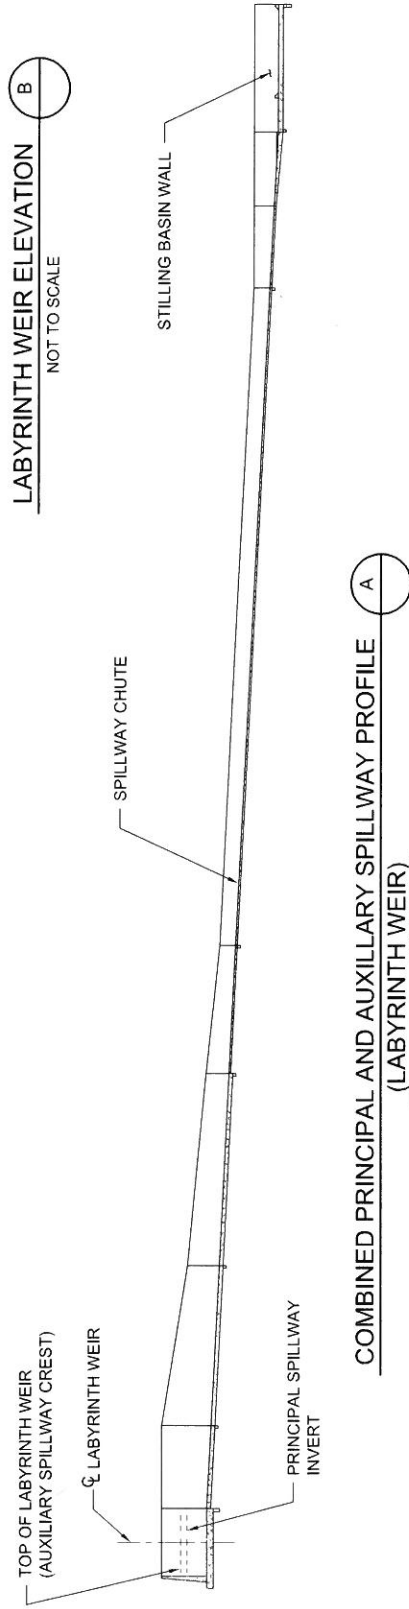 LABYRINTH WEIR ELEVATION
B
NOT TO SCALE
STILLING BASIN WALL
SPILLWAY CHUTE
TOP OF LABYRINTH WEIR
(AUXILIARY SPILLWAY CREST)
℄ LABYRINTH WEIR
PRINCIPAL SPILLWAY
INVERT
COMBINED PRINCIPAL AND AUXILLARY SPILLWAY PROFILE
A
(LABYRINTH WEIR)